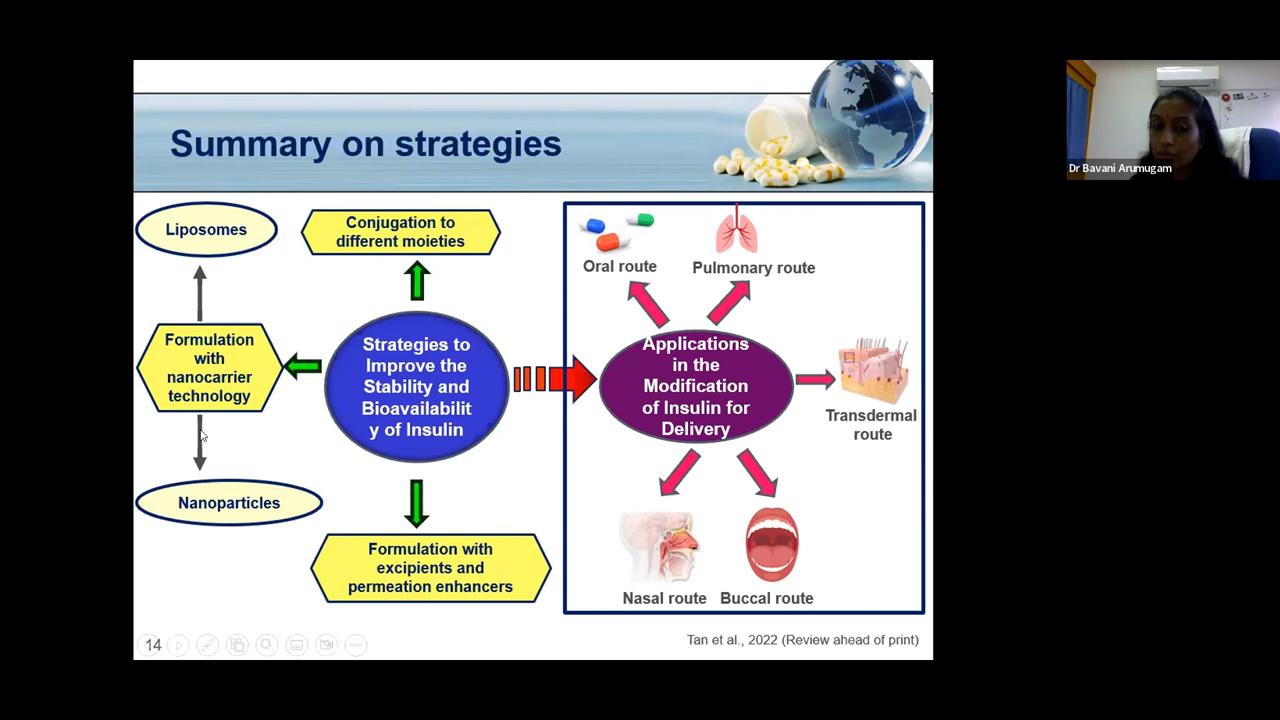 Summary on strategies
Liposomes
Conjugation to
different moieties
Formulation
with
nanocarrier
technology
Strategies to
Improve the
Stability and
Bioavailabilit
y of Insulin
Nanoparticles
Formulation with
excipients and
permeation enhancers
Oral route
Pulmonary route
Applications
in the
Modification
of Insulin for
Delivery
Transdermal
route
Nasal route
Buccal route
14
Tan et al., 2022 (Review ahead of print)
Dr Bavani Arumugam